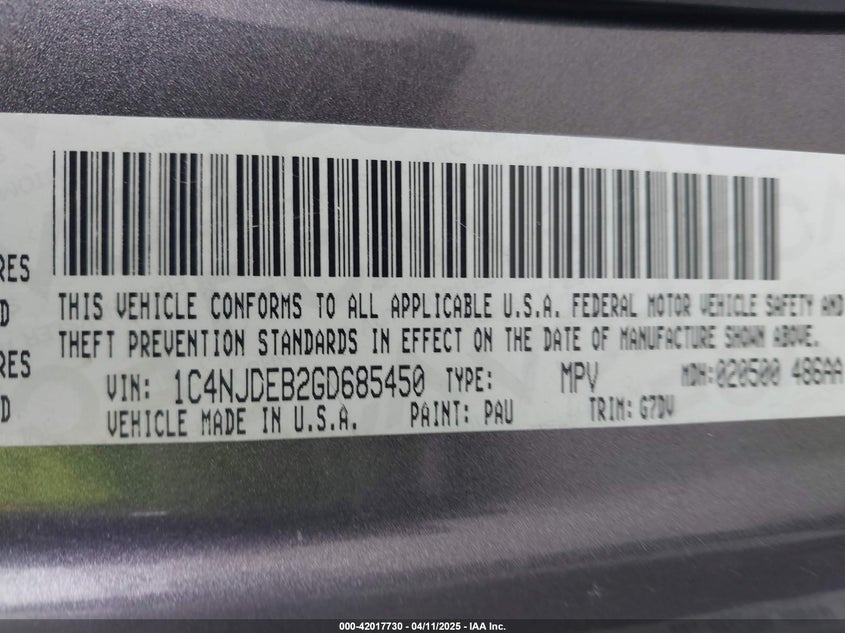 RES
THIS VEHICLE CONFORMS TO ALL APPLICABLE U.S.A. FEDERAL MOTOR VEHICLE SAFETY AND
D
THEFT PREVENTION STANDARDS IN EFFECT ON THE DATE OF MANUFACTURE SHOWN ABOVE.
RES
VIN: 1C4NJDEB2GD685450 TYPE: MPV MDH:020500 486AA
D
VEHICLE MADE IN U.S.A. PAINT: PAU TRIM: G7DV
000-42017730 - 04/11/2025 - IAA Inc.